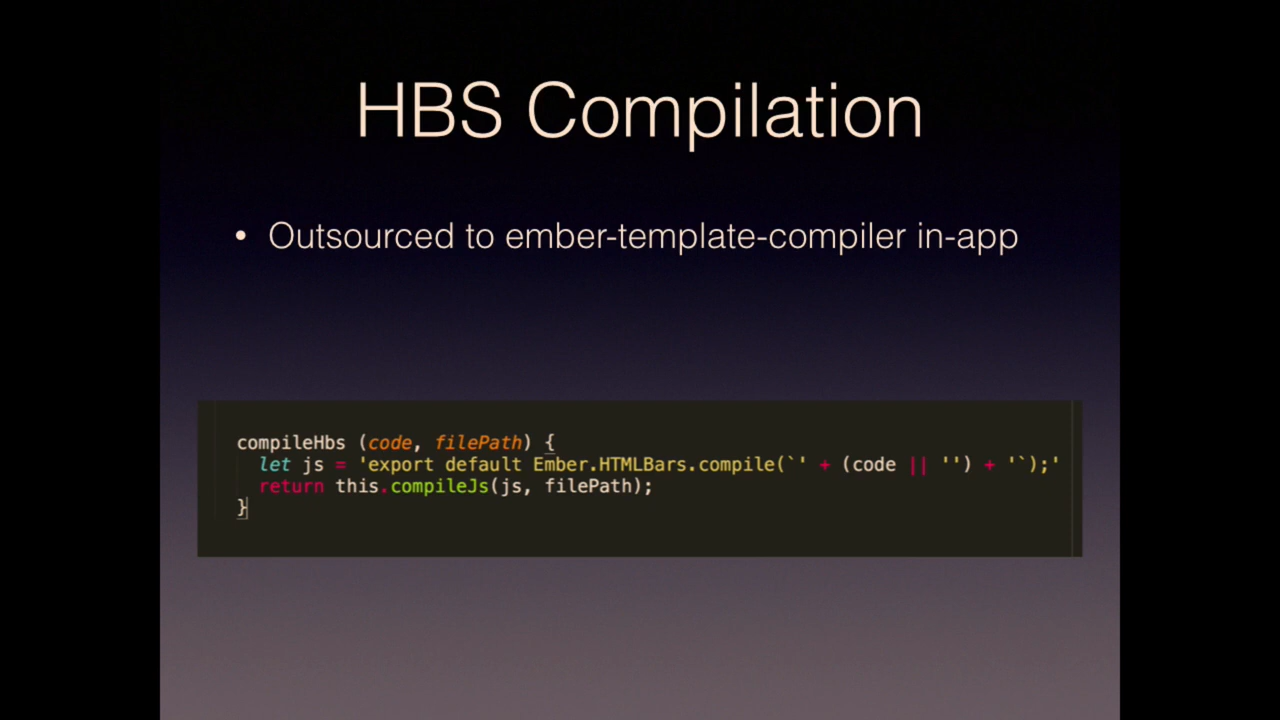 HBS Compilation
• Outsourced to ember-template-compiler in-app
compileHbs (code, filePath) {
let js = 'export default Ember.HTMLBars.compile(`' + (code || '') + '`);'
return this.compileJs(js, filePath);
}